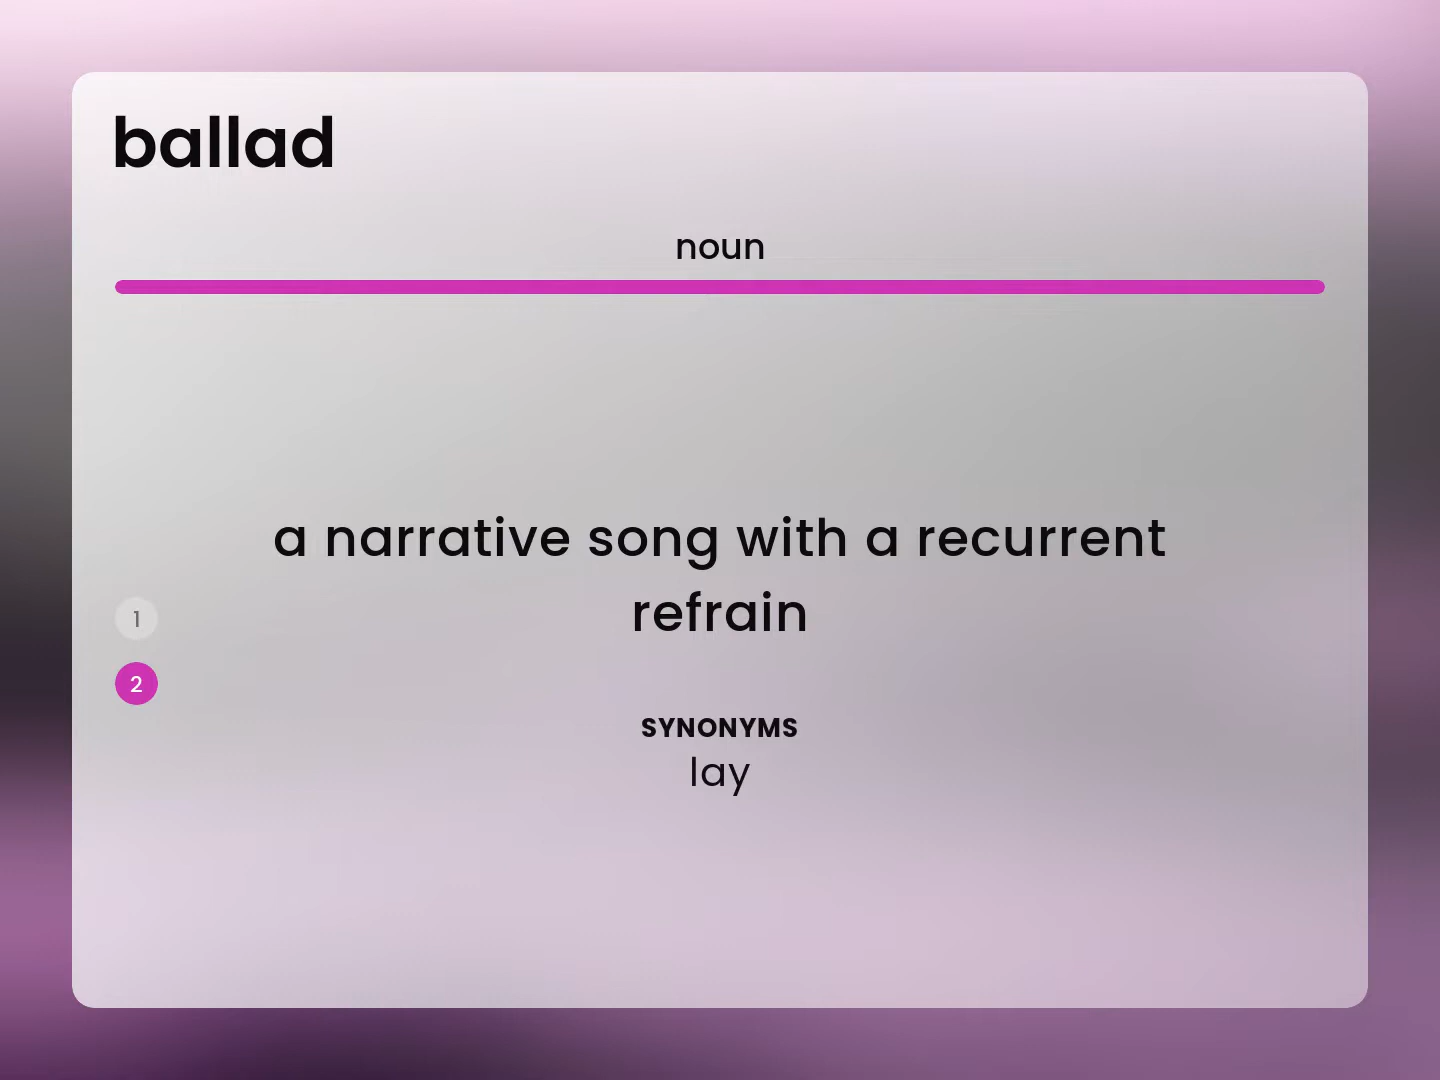 ballad
noun
a narrative song with a recurrent
refrain
1
2
SYNONYMS
lay